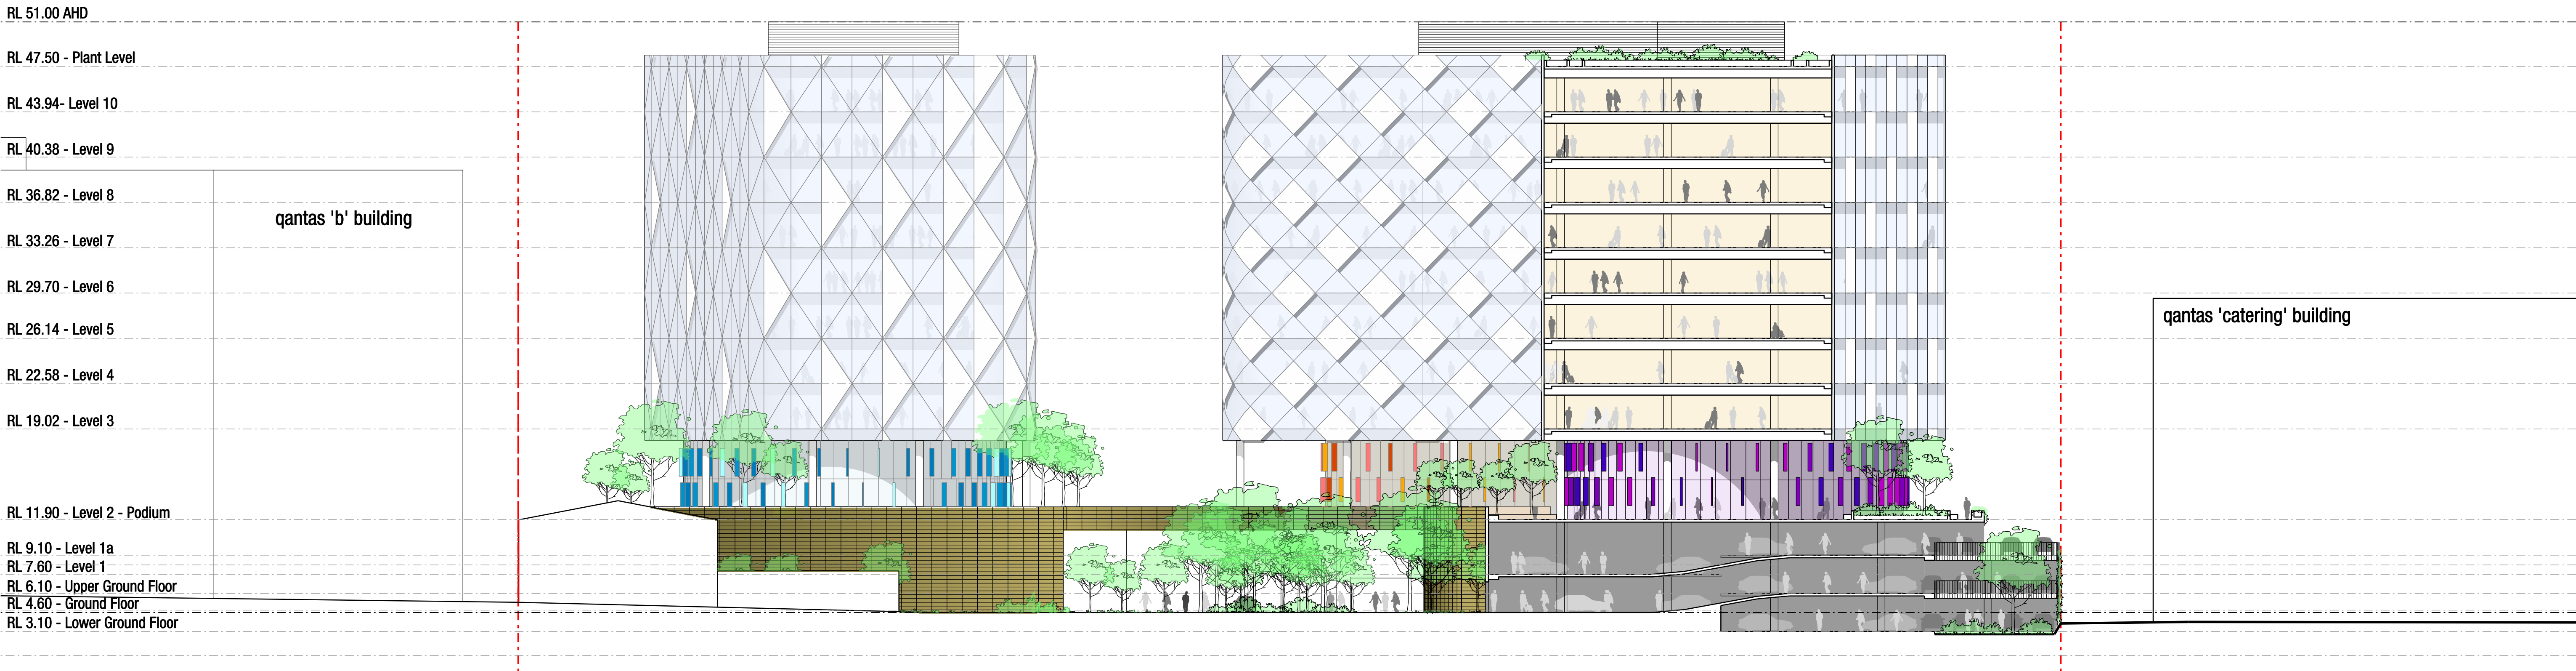 RL 51.00 AHD
RL 47.50 - Plant Level
RL 43.94- Level 10
RL 40.38 - Level 9
RL 36.82 - Level 8
qantas 'b' building
RL 33.26 - Level 7
RL 29.70 - Level 6
qantas 'catering' building
RL 26.14 - Level 5
RL 22.58 - Level 4
RL 19.02 - Level 3
RL 11.90 - Level 2 - Podium
RL 9.10 - Level 1a
RL 7.60 - Level 1
RL 6.10 - Upper Ground Floor
RL 4.60 - Ground Floor
RL 3.10 - Lower Ground Floor